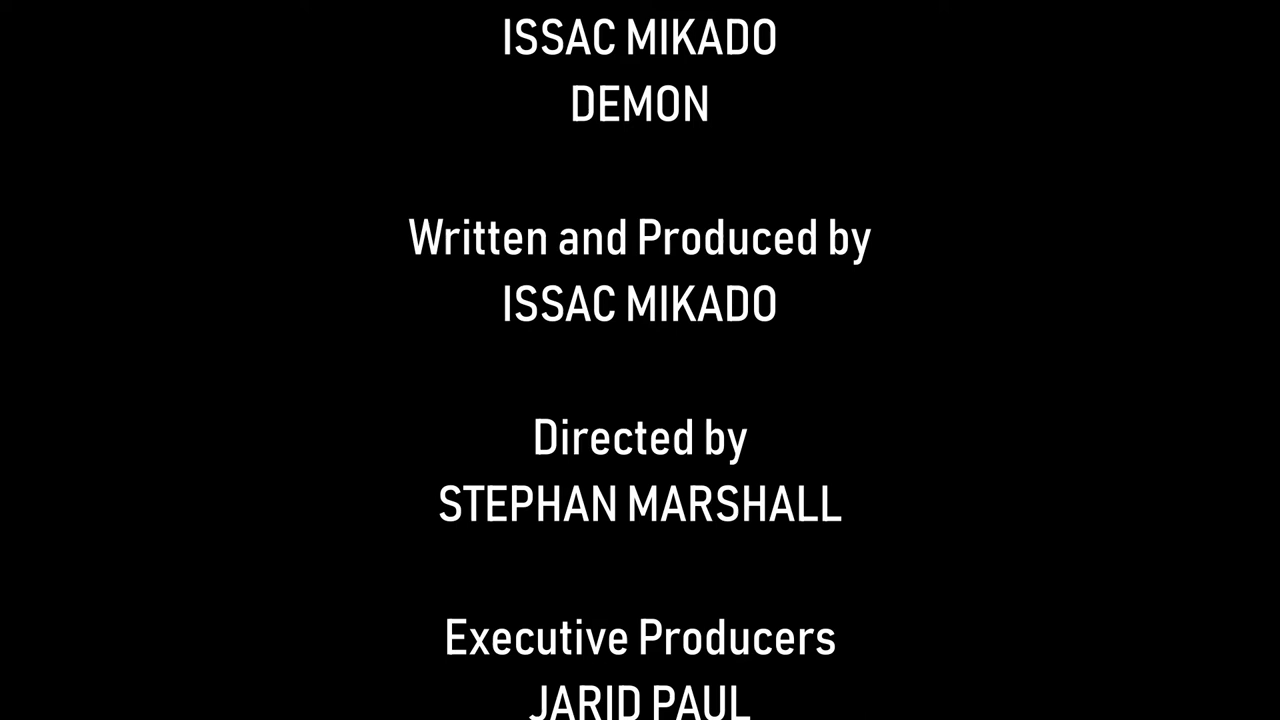 ISSAC MIKADO
DEMON
Written and Produced by
ISSAC MIKADO
Directed by
STEPHAN MARSHALL
Executive Producers
JARID PAUL